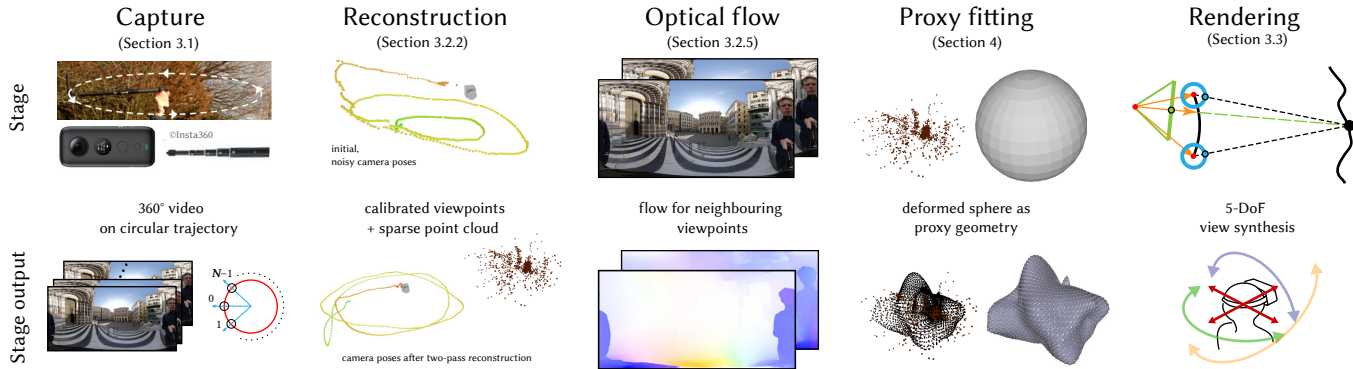 Capture
(Section 3.1)
Reconstruction
(Section 3.2.2)
Optical flow
(Section 3.2.5)
Proxy fitting
(Section 4)
Rendering
(Section 3.3)
Stage
©Insta360
initial,
noisy camera poses
Stage output
360° video
on circular trajectory
calibrated viewpoints
+ sparse point cloud
flow for neighbouring
viewpoints
deformed sphere as
proxy geometry
5-DoF
view synthesis
N−1
0
1
camera poses after two-pass reconstruction